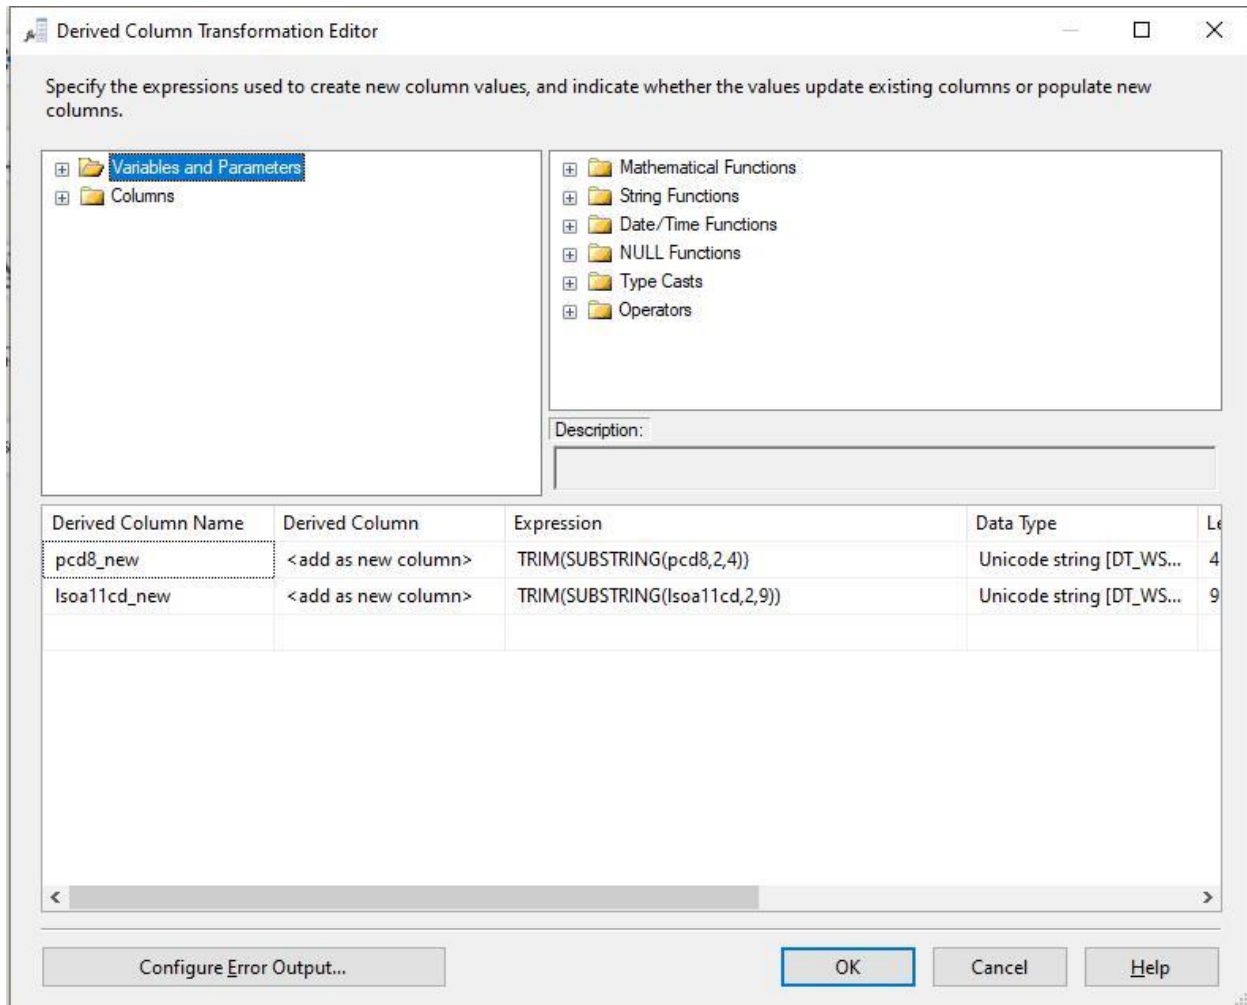 Derived Column Transformation Editor
Specify the expressions used to create new column values, and indicate whether the values update existing columns or populate new
columns.
Variables and Parameters
Columns
Mathematical Functions
String Functions
Date/Time Functions
NULL Functions
Type Casts
Operators
Description:
Derived Column Name Derived Column Expression Data Type Le
pcd8_new <add as new column> TRIM(SUBSTRING(pcd8,2,4)) Unicode string [DT_WS... 4
lsoa11cd_new <add as new column> TRIM(SUBSTRING(lsoa11cd,2,9)) Unicode string [DT_WS... 9
Configure Error Output... OK Cancel Help